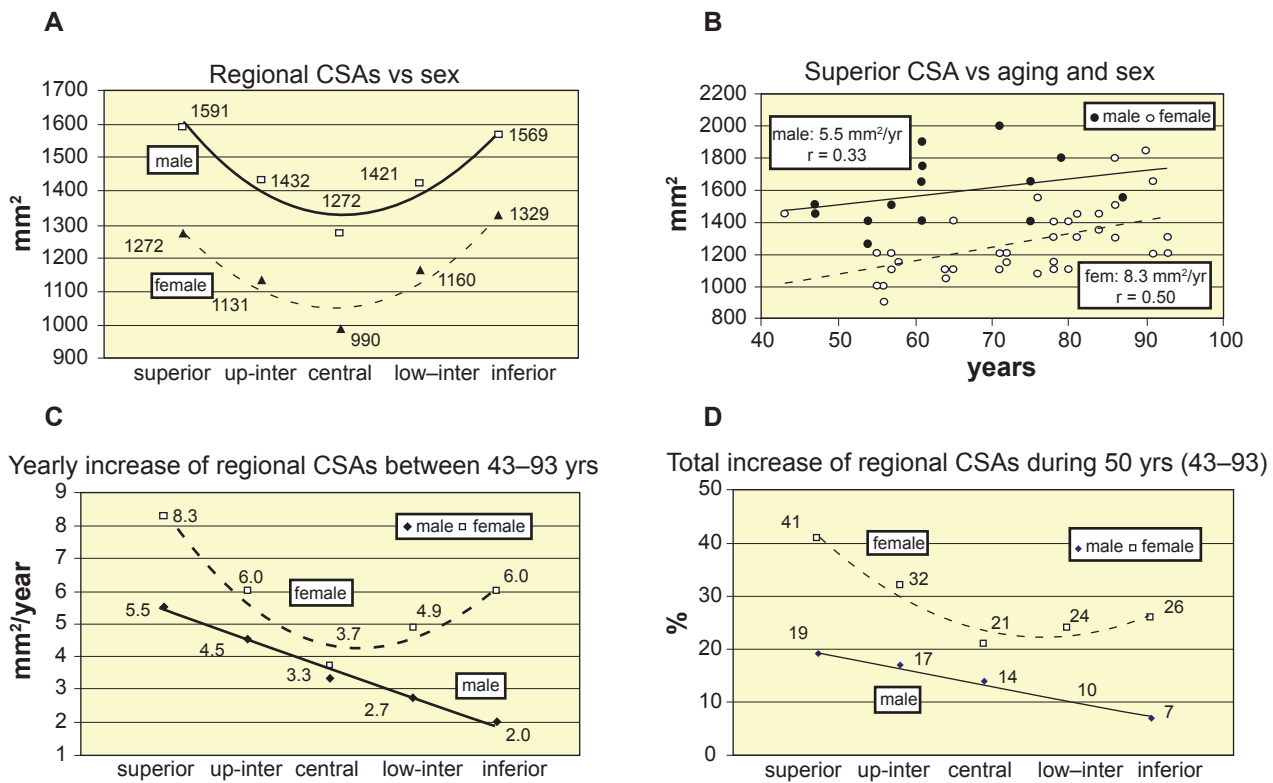 A
Regional CSAs vs sex
1700
1600
1500
1400
1300
1200
1100
1000
900
mm²
1591
male
1432
1272
1421
1569
1272
female
1131
990
1160
1329
superior up-inter central low–inter inferior
B
Superior CSA vs aging and sex
2200
2000
1800
1600
1400
1200
1000
800
mm²
male: 5.5 mm²/yr
r = 0.33
male female
fem: 8.3 mm²/yr
r = 0.50
40 50 60 70 80 90 100
years
C
Yearly increase of regional CSAs between 43–93 yrs
9
8
7
6
5
4
3
2
1
mm²/year
male female
8.3
6.0
female
3.7
4.9
6.0
5.5
4.5
3.3
2.7
male
2.0
superior up-inter central low-inter inferior
D
Total increase of regional CSAs during 50 yrs (43–93)
50
40
30
20
10
0
%
41
female
male female
32
21
24
26
19
17
male
14
10
7
superior up-inter central low-inter inferior